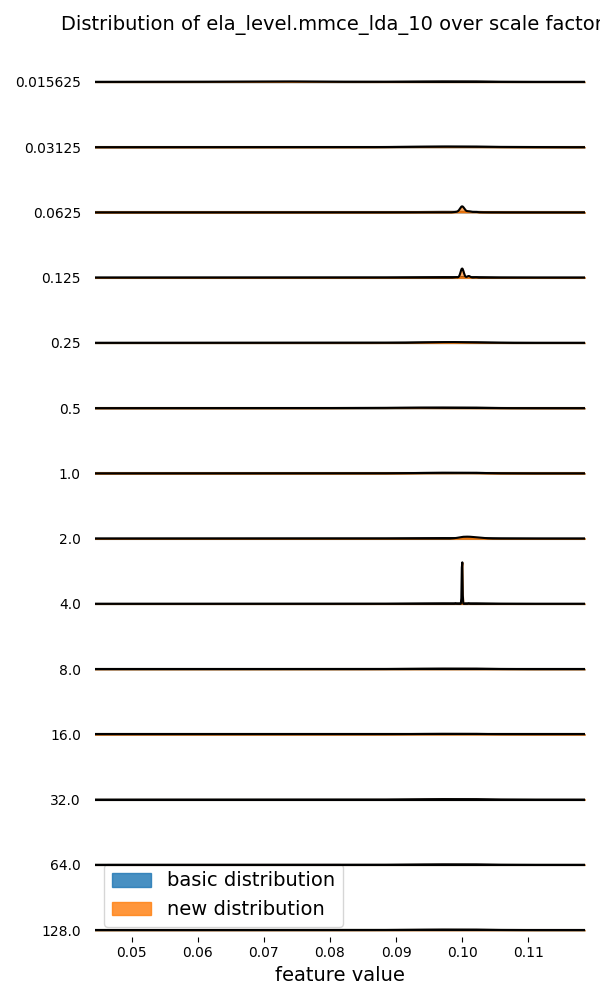 Distribution of ela_level.mmce_lda_10 over scale factor
0.015625
0.03125
0.0625
0.125
0.25
0.5
1.0
2.0
4.0
8.0
16.0
32.0
64.0
basic distribution
new distribution
128.0
0.05 0.06 0.07 0.08 0.09 0.10 0.11
feature value